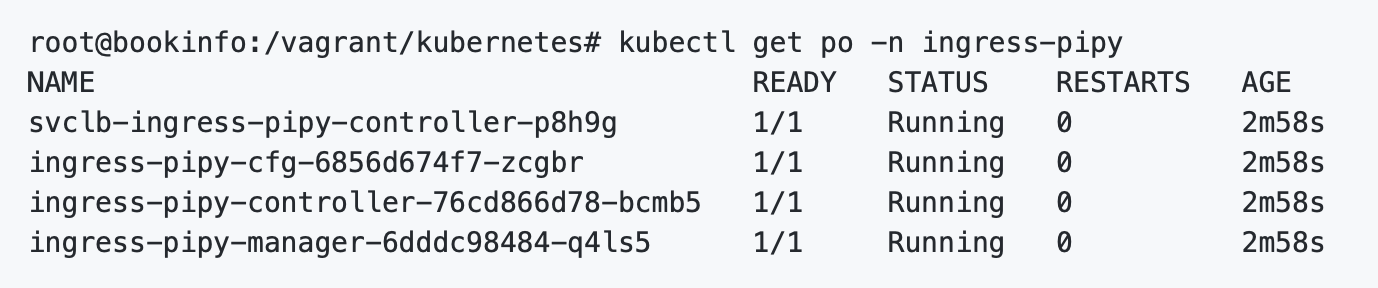 root@bookinfo:/vagrant/kubernetes# kubectl get po -n ingress-pipy
NAME READY STATUS RESTARTS AGE
svclb-ingress-pipy-controller-p8h9g 1/1 Running 0 2m58s
ingress-pipy-cfg-6856d674f7-zcgbr 1/1 Running 0 2m58s
ingress-pipy-controller-76cd866d78-bcmb5 1/1 Running 0 2m58s
ingress-pipy-manager-6dddc98484-q4ls5 1/1 Running 0 2m58s